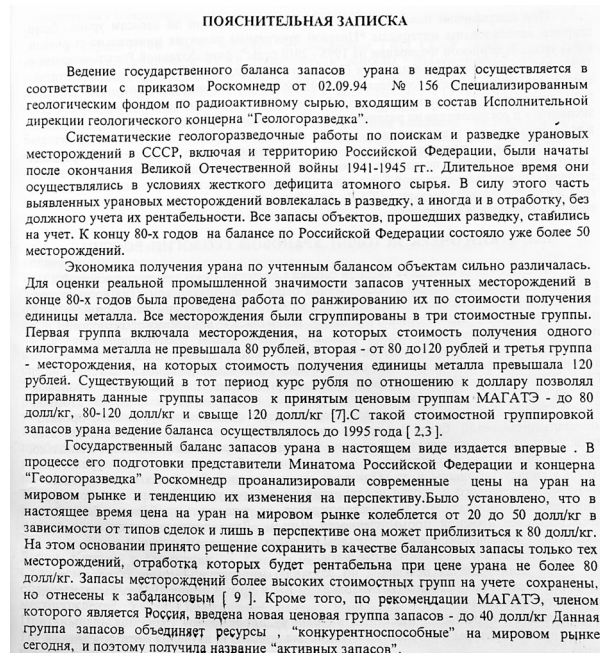 ПОЯСНИТЕЛЬНАЯ ЗАПИСКА
Ведение государственного баланса запасов урана в недрах осуществляется в
соответствии с приказом Роскомнедр от 02.09.94 № 156 Специализированным
геологическим фондом по радиоактивному сырью, входящим в состав Исполнительной
дирекции геологического концерна "Геологоразведка".
Систематические геологоразведочные работы по поискам и разведке урановых
месторождений в СССР, включая и территорию Российской Федерации, были начаты
после окончания Великой Отечественной войны 1941-1945 гг.. Длительное время они
осуществлялись в условиях жесткого дефицита атомного сырья. В силу этого часть
выявленных урановых месторождений вовлекалась в разведку, а иногда и в отработку, без
должного учета их рентабельности. Все запасы объектов, прошедших разведку, ставились
на учет. К концу 80-х годов на балансе по Российской Федерации состояло уже более 50
месторождений.
Экономика получения урана по учтенным балансом объектам сильно различалась.
Для оценки реальной промышленной значимости запасов учтенных месторождений в
конце 80-х годов была проведена работа по ранжированию их по стоимости получения
единицы металла. Все месторождения были сгруппированы в три стоимостные группы.
Первая группа включала месторождения, на которых стоимость получения одного
килограмма металла не превышала 80 рублей, вторая - от 80 до120 рублей и третья группа
- месторождения, на которых стоимость получения единицы металла превышала 120
рублей. Существующий в тот период курс рубля по отношению к доллару позволял
приравнять данные группы запасов к принятым ценовым группам МАГАТЭ - до 80
долл/кг, 80-120 долл/кг и свыше 120 долл/кг [7].С такой стоимостной группировкой
запасов урана ведение баланса осуществлялось до 1995 года [ 2,3 ].
Государственный баланс запасов урана в настоящем виде издается впервые . В
процессе его подготовки представители Минатома Российской Федерации и концерна
"Геологоразведка" Роскомнедр проанализировали современные цены на уран на
мировом рынке и тенденцию их изменения на перспективу.Было установлено, что в
настоящее время цена на уран на мировом рынке колеблется от 20 до 50 долл/кг в
зависимости от типов сделок и лишь в перспективе она может приблизиться к 80 долл/кг.
На этом основании принято решение сохранить в качестве балансовых запасы только тех
месторождений, отработка которых будет рентабельна при цене урана не более 80
долл/кг. Запасы месторождений более высоких стоимостных групп на учете сохранены,
но отнесены к забалансовым [ 9 ]. Кроме того, по рекомендации МАГАТЭ, членом
которого является Россия, введена новая ценовая группа запасов - до 40 долл/кг Данная
группа запасов объединяет ресурсы , "конкурентноспособные" на мировом рынке
сегодня, и поэтому получила название "активных запасов".